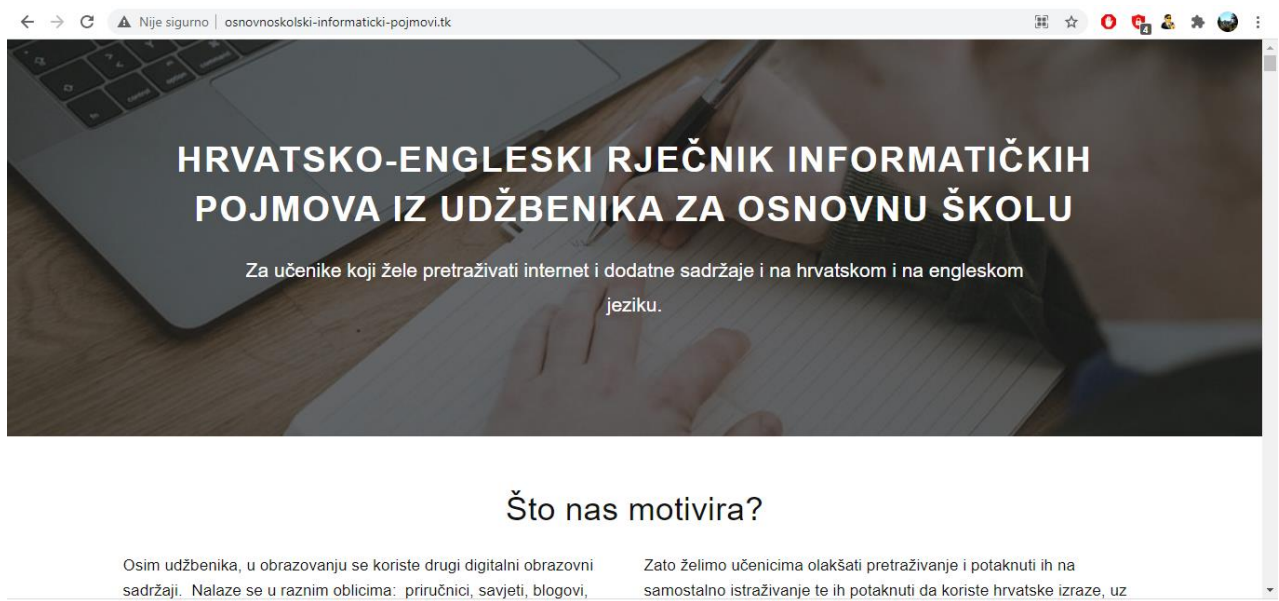 Nije sigurno | osnovnoskolski-informaticki-pojmovi.tk
4
HRVATSKO-ENGLESKI RJEČNIK INFORMATIČKIH
POJMOVA IZ UDŽBENIKA ZA OSNOVNU ŠKOLU
Za učenike koji žele pretraživati internet i dodatne sadržaje i na hrvatskom i na engleskom
jeziku.
Što nas motivira?
Osim udžbenika, u obrazovanju se koriste drugi digitalni obrazovni
sadržaji. Nalaze se u raznim oblicima: priručnici, savjeti, blogovi,
Zato želimo učenicima olakšati pretraživanje i potaknuti ih na
samostalno istraživanje te ih potaknuti da koriste hrvatske izraze, uz